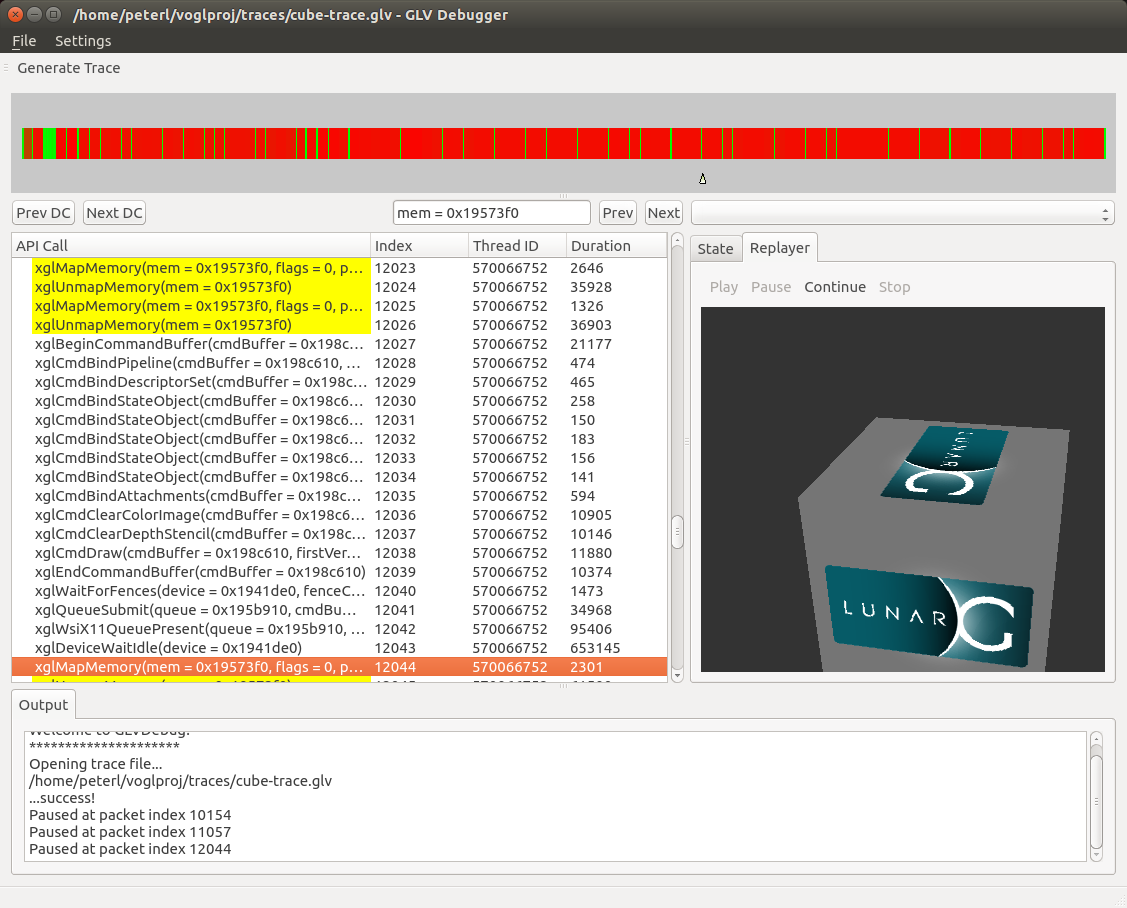 /home/peterl/voglproj/traces/cube-trace.glv - GLV Debugger
File Settings
Generate Trace
Prev DC Next DC mem = 0x19573f0 Prev Next
API Call Index Thread ID Duration
xglMapMemory(mem = 0x19573f0, flags = 0, p... 12023 570066752 2646
xglUnmapMemory(mem = 0x19573f0) 12024 570066752 35928
xglMapMemory(mem = 0x19573f0, flags = 0, p... 12025 570066752 1326
xglUnmapMemory(mem = 0x19573f0) 12026 570066752 36903
xglBeginCommandBuffer(cmdBuffer = 0x198c... 12027 570066752 21177
xglCmdBindPipeline(cmdBuffer = 0x198c610, ... 12028 570066752 474
xglCmdBindDescriptorSet(cmdBuffer = 0x198c... 12029 570066752 465
xglCmdBindStateObject(cmdBuffer = 0x198c6... 12030 570066752 258
xglCmdBindStateObject(cmdBuffer = 0x198c6... 12031 570066752 150
xglCmdBindStateObject(cmdBuffer = 0x198c6... 12032 570066752 183
xglCmdBindStateObject(cmdBuffer = 0x198c6... 12033 570066752 156
xglCmdBindStateObject(cmdBuffer = 0x198c6... 12034 570066752 141
xglCmdBindAttachments(cmdBuffer = 0x198c... 12035 570066752 594
xglCmdClearColorImage(cmdBuffer = 0x198c6... 12036 570066752 10905
xglCmdClearDepthStencil(cmdBuffer = 0x198c... 12037 570066752 10146
xglCmdDraw(cmdBuffer = 0x198c610, firstVer... 12038 570066752 11880
xglEndCommandBuffer(cmdBuffer = 0x198c610) 12039 570066752 10374
xglWaitForFences(device = 0x1941de0, fenceC... 12040 570066752 1473
xglQueueSubmit(queue = 0x195b910, cmdBu... 12041 570066752 34968
xglWsiX11QueuePresent(queue = 0x195b910, ... 12042 570066752 95406
xglDeviceWaitIdle(device = 0x1941de0) 12043 570066752 653145
xglMapMemory(mem = 0x19573f0, flags = 0, p... 12044 570066752 2301
State Replayer
Play Pause Continue Stop
LUNAR G
LUNAR G
Output
Welcome to GLVDebug!
*********************
Opening trace file...
/home/peterl/voglproj/traces/cube-trace.glv
...success!
Paused at packet index 10154
Paused at packet index 11057
Paused at packet index 12044